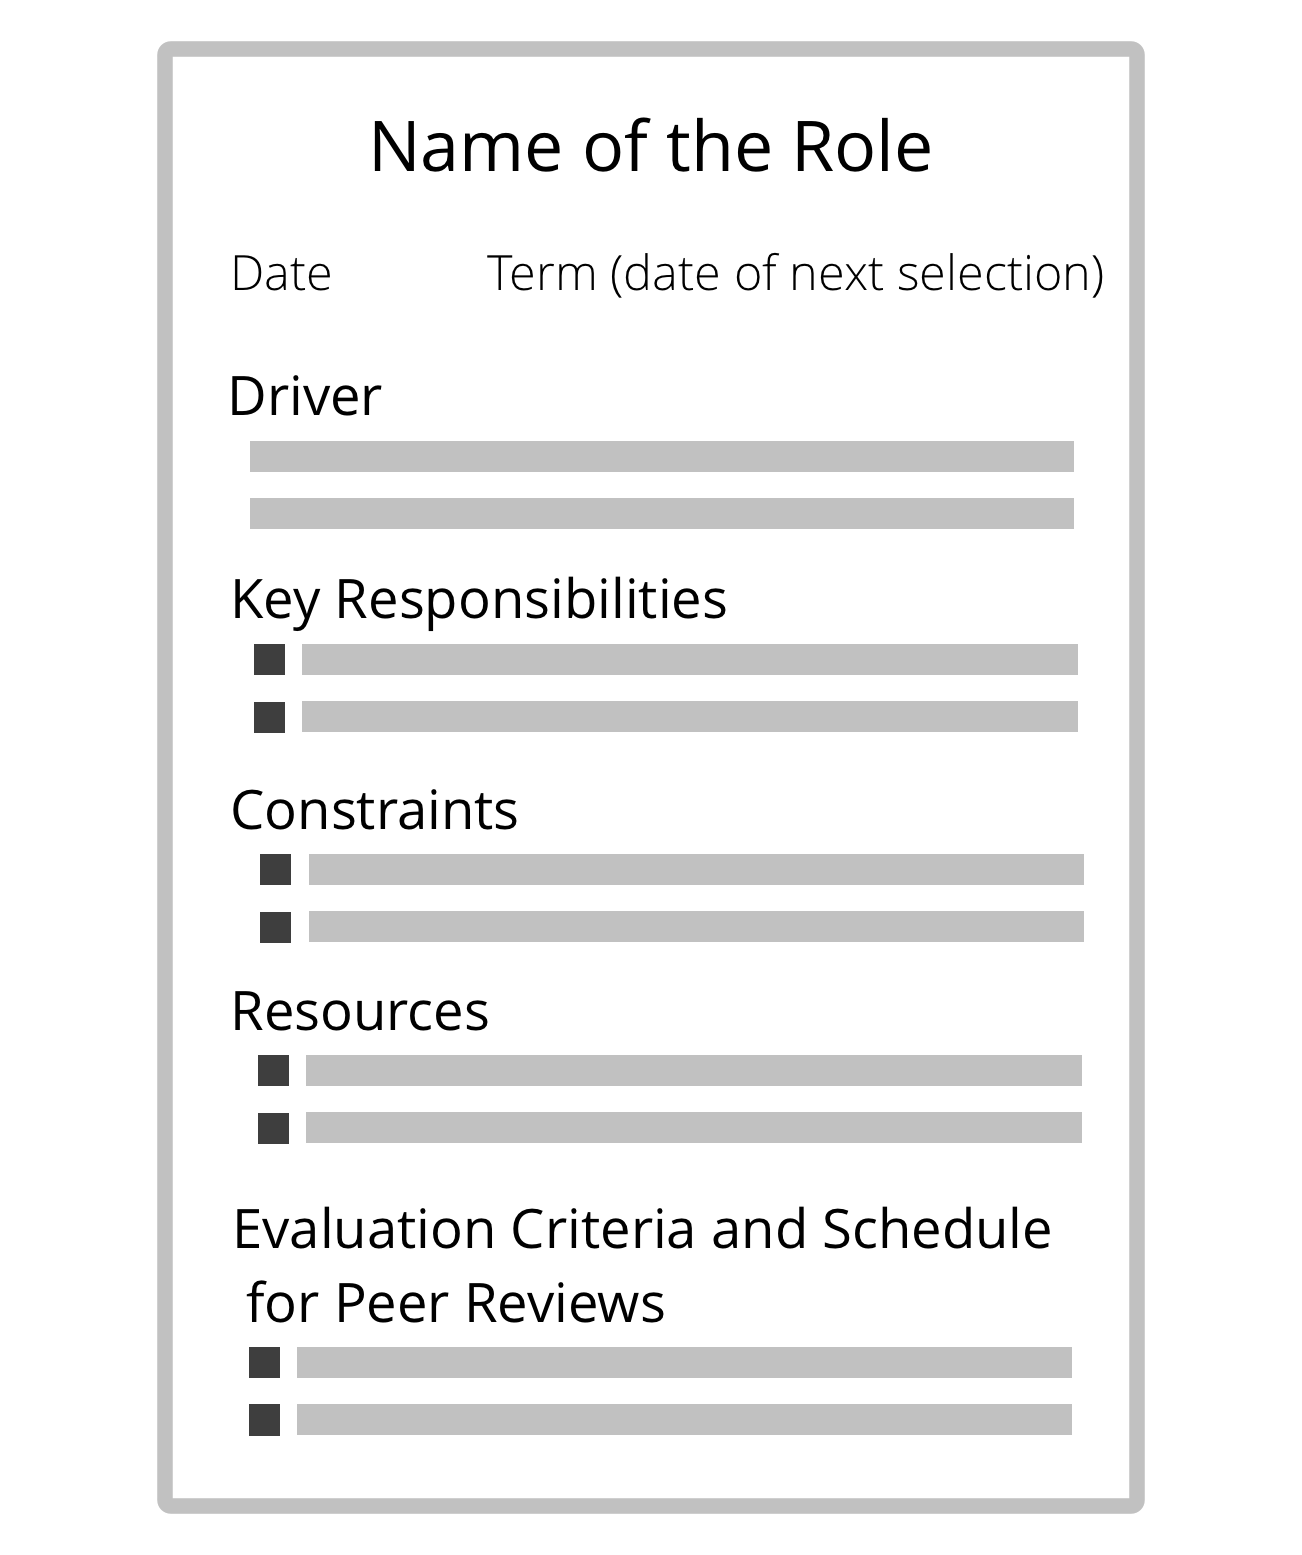 Name of the Role
Date Term (date of next selection)
Driver
Key Responsibilities
Constraints
Resources
Evaluation Criteria and Schedule
for Peer Reviews